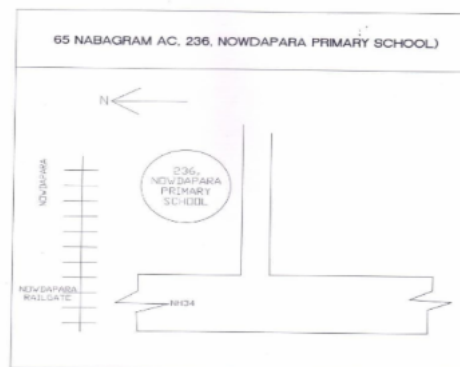 65 NABAGRAM AC, 236, NOWDAPARA PRIMARY SCHOOL)
N
NOWDAPARA
236,
NOWDAPARA
PRIMARY
SCHOOL
NOWDAPARA
RAILGATE
NH34